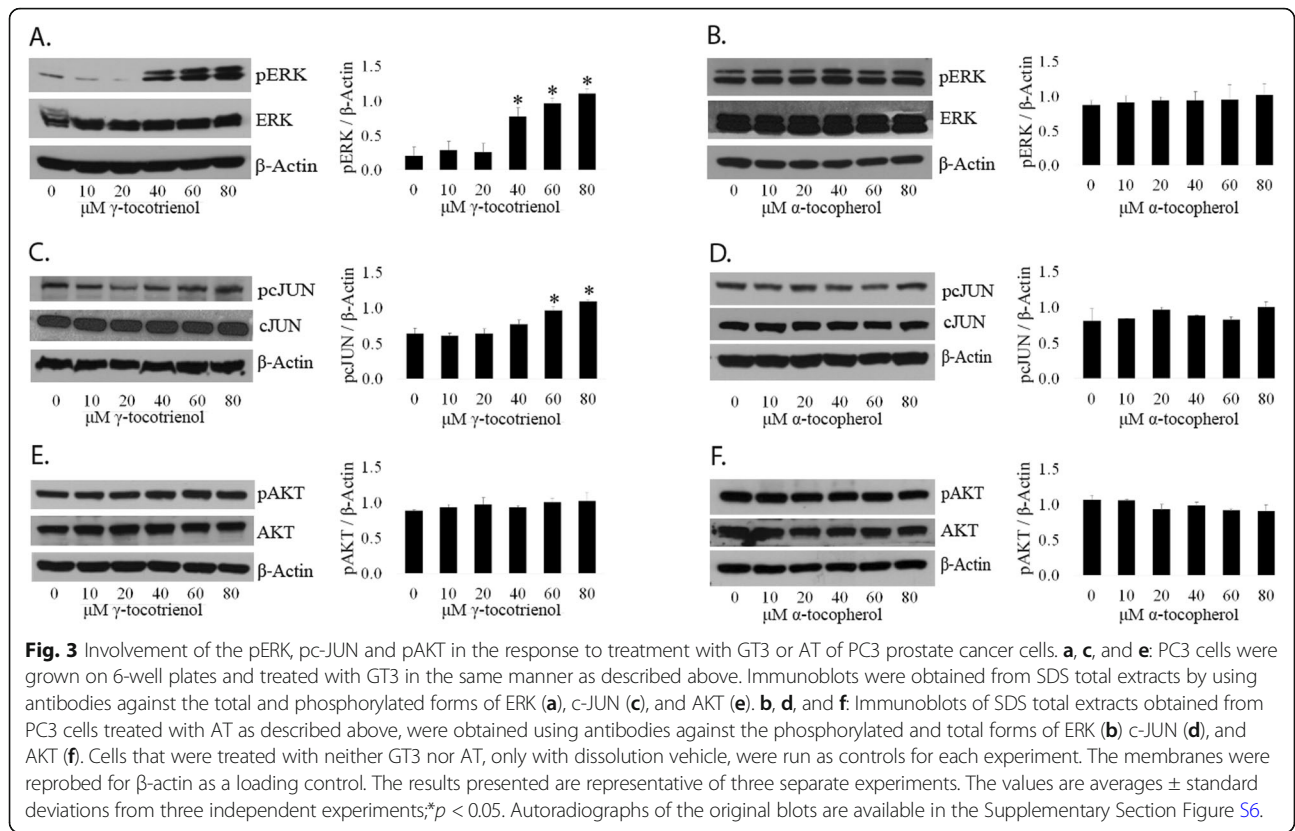 A.
pERK
ERK
β-Actin
0 10 20 40 60 80
μM γ-tocotrienol
pERK / β-Actin
1.5
1.0
0.5
0.0
* * *
0 10 20 40 60 80
μM γ-tocotrienol
B.
pERK
ERK
β-Actin
0 10 20 40 60 80
μM α-tocopherol
pERK / β-Actin
1.5
1.0
0.5
0.0
0 10 20 40 60 80
μM α-tocopherol
C.
pcJUN
cJUN
β-Actin
0 10 20 40 60 80
μM γ-tocotrienol
pcJUN / β-Actin
1.5
1.0
0.5
0.0
* *
0 10 20 40 60 80
μM γ-tocotrienol
D.
pcJUN
cJUN
β-Actin
0 10 20 40 60 80
μM α-tocopherol
pcJUN / β-Actin
1.5
1.0
0.5
0.0
0 10 20 40 60 80
μM α-tocopherol
E.
pAKT
AKT
β-Actin
0 10 20 40 60 80
μM γ-tocotrienol
pAKT / β-Actin
1.5
1.0
0.5
0.0
0 10 20 40 60 80
μM γ-tocotrienol
F.
pAKT
AKT
β-Actin
0 10 20 40 60 80
μM α-tocopherol
pAKT / β-Actin
1.5
1.0
0.5
0.0
0 10 20 40 60 80
μM α-tocopherol
Fig. 3 Involvement of the pERK, pc-JUN and pAKT in the response to treatment with GT3 or AT of PC3 prostate cancer cells. a, c, and e: PC3 cells were
grown on 6-well plates and treated with GT3 in the same manner as described above. Immunoblots were obtained from SDS total extracts by using
antibodies against the total and phosphorylated forms of ERK (a), c-JUN (c), and AKT (e). b, d, and f: Immunoblots of SDS total extracts obtained from
PC3 cells treated with AT as described above, were obtained using antibodies against the phosphorylated and total forms of ERK (b) c-JUN (d), and
AKT (f). Cells that were treated with neither GT3 nor AT, only with dissolution vehicle, were run as controls for each experiment. The membranes were
reprobed for β-actin as a loading control. The results presented are representative of three separate experiments. The values are averages ± standard
deviations from three independent experiments;*p < 0.05. Autoradiographs of the original blots are available in the Supplementary Section Figure S6.